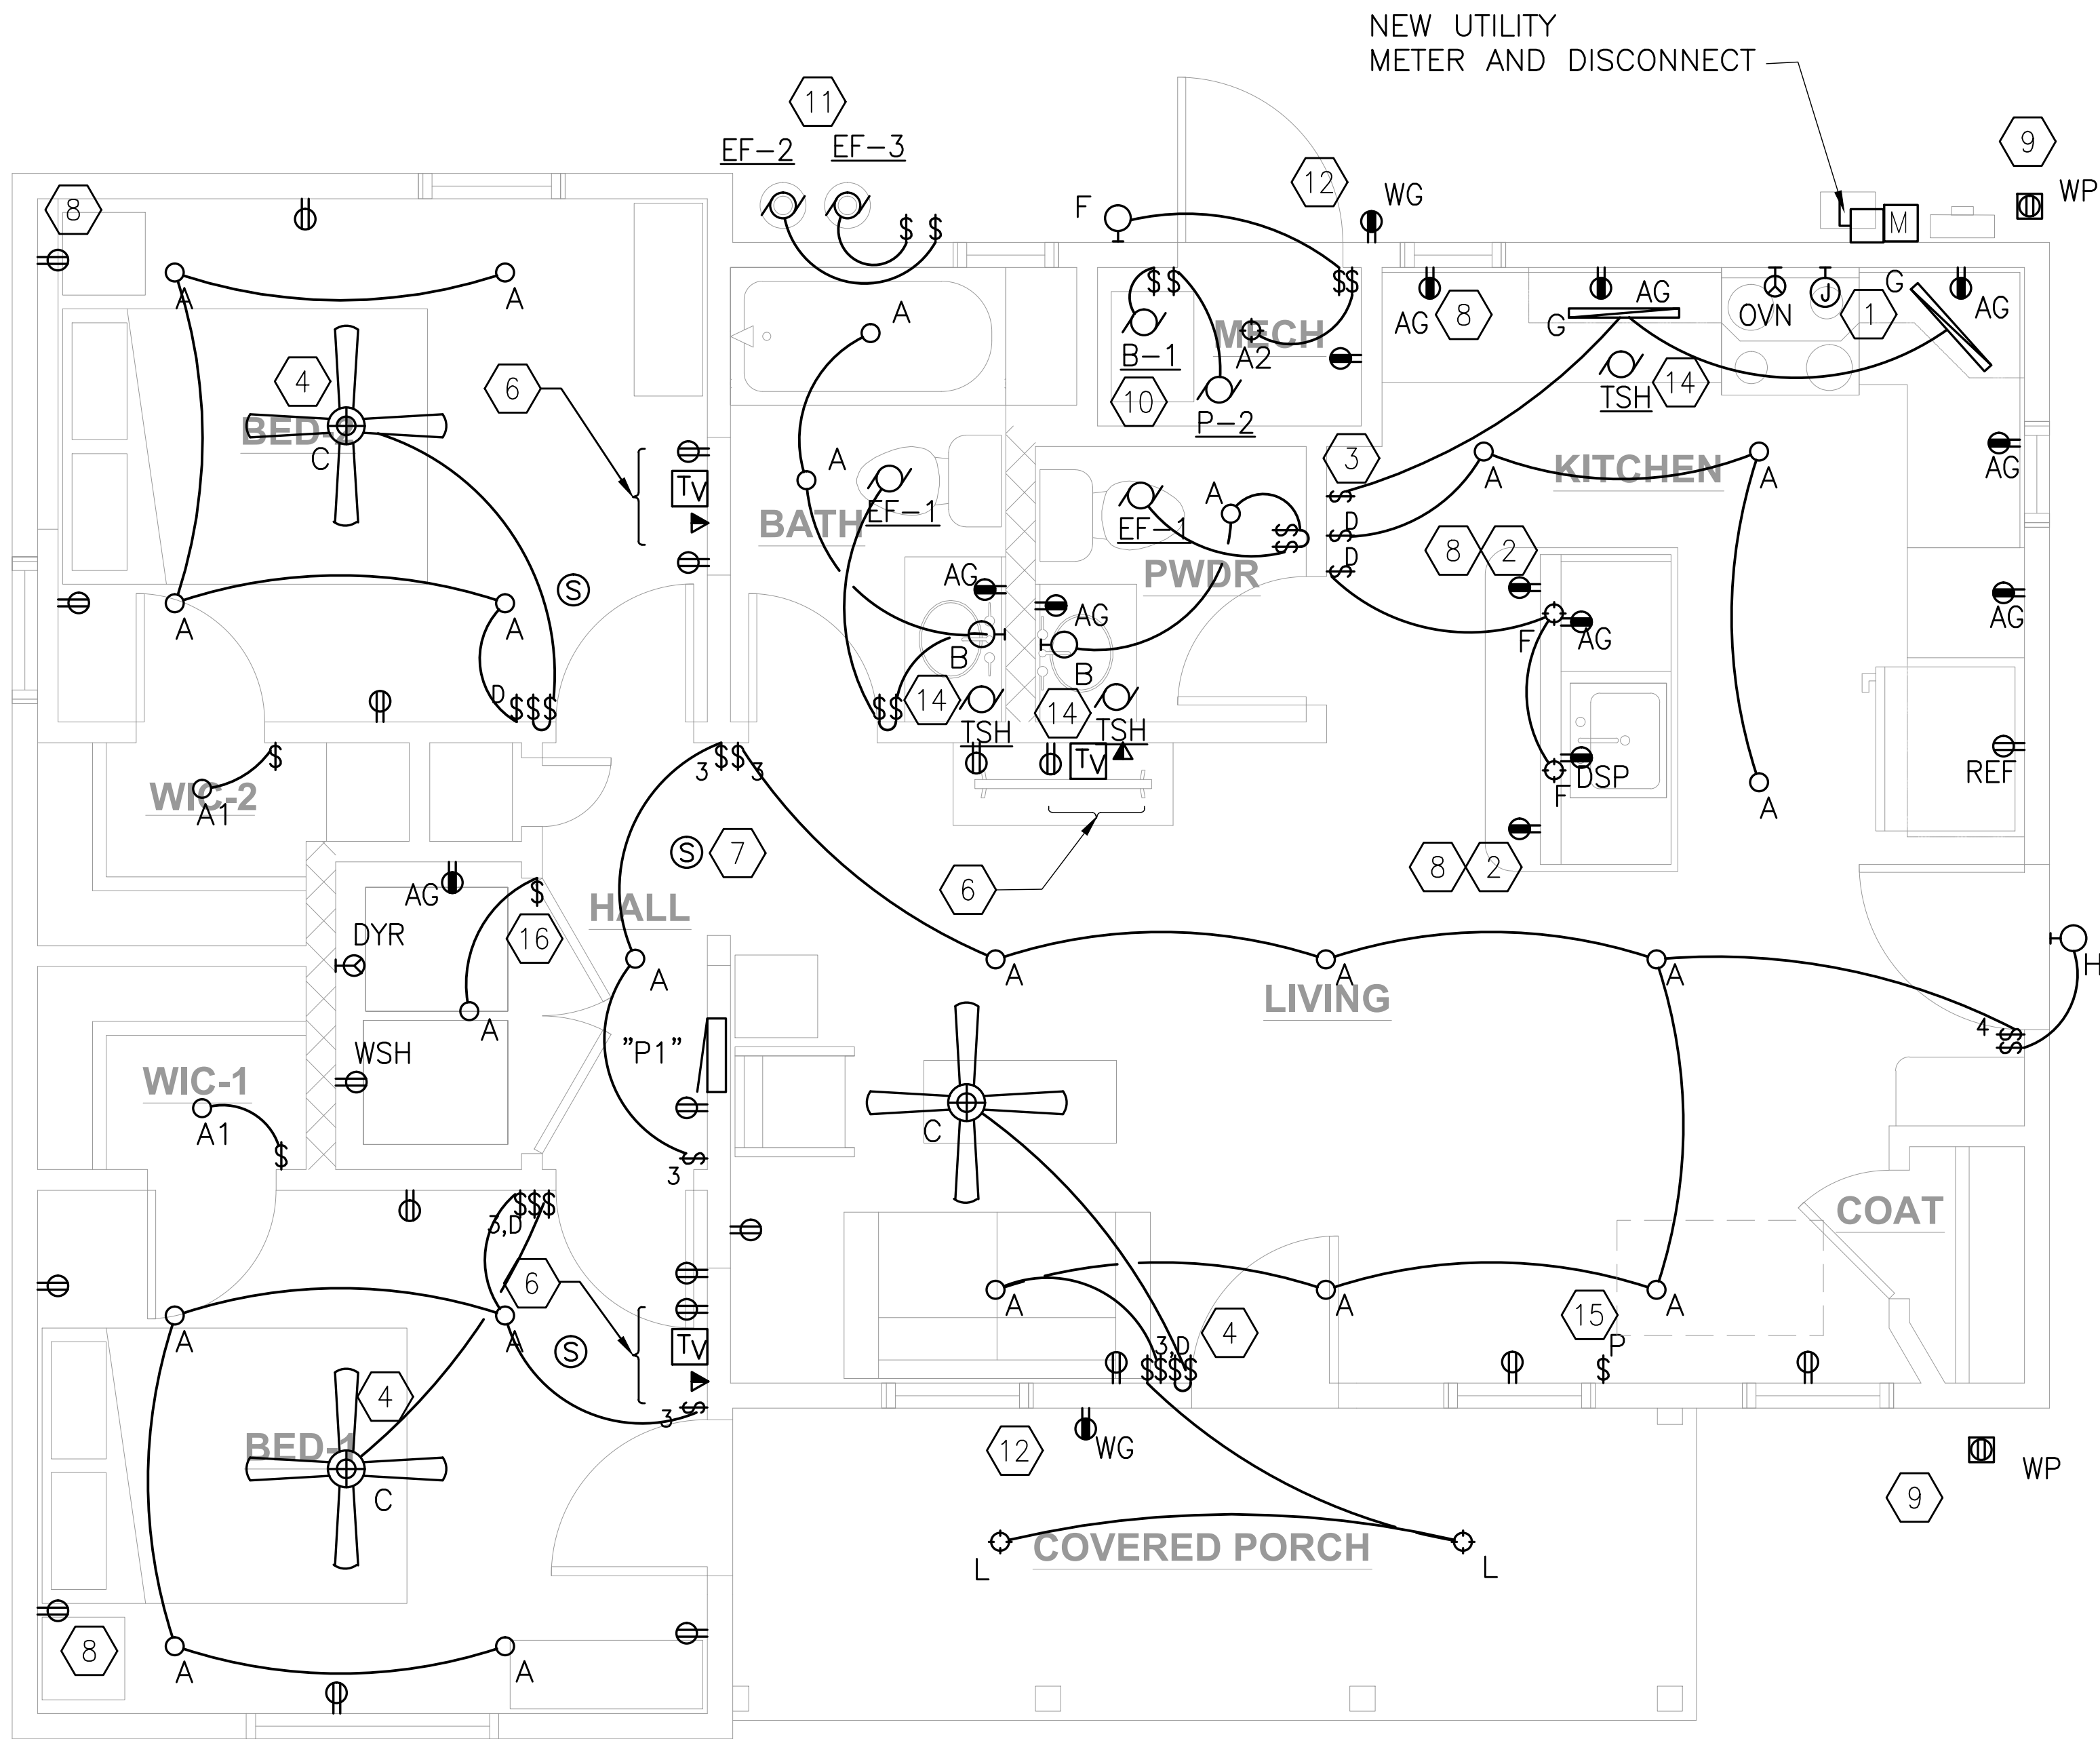 NEW UTILITY
METER AND DISCONNECT
11
9
EF-2
EF-3
12
WG
WP
8
F
M
$ $
A
A
A
$$
$$
AG
8
G
AG
OVN
J
1
G
AG
B-1
MECH
A2
10
P-2
TSH
14
4
6
BED-2
C
A
EF-1
BATH
EF-1
A
PWDR
3
$
D
$
D
$
A
KITCHEN
A
AG
TV
$$
8
2
S
AG
AG
B
B
AG
F
AG
A
A
D
$$$
$$
14
TSH
14
TSH
TV
3
$$
3
$
WIC-2
A1
F
DSP
A
REF
S
7
6
8
2
AG
$
HALL
16
DYR
A
A
A
A
H
A
LIVING
"P1"
WSH
4
$
$
WIC-1
A1
$
C
3
$
$$$
3,D
COAT
6
A
A
A
A
A
S
TV
4
3,D
$$$$
15
P
$
4
3
$
BED-1
C
12
WG
WP
9
COVERED PORCH
L
L
8
A
A